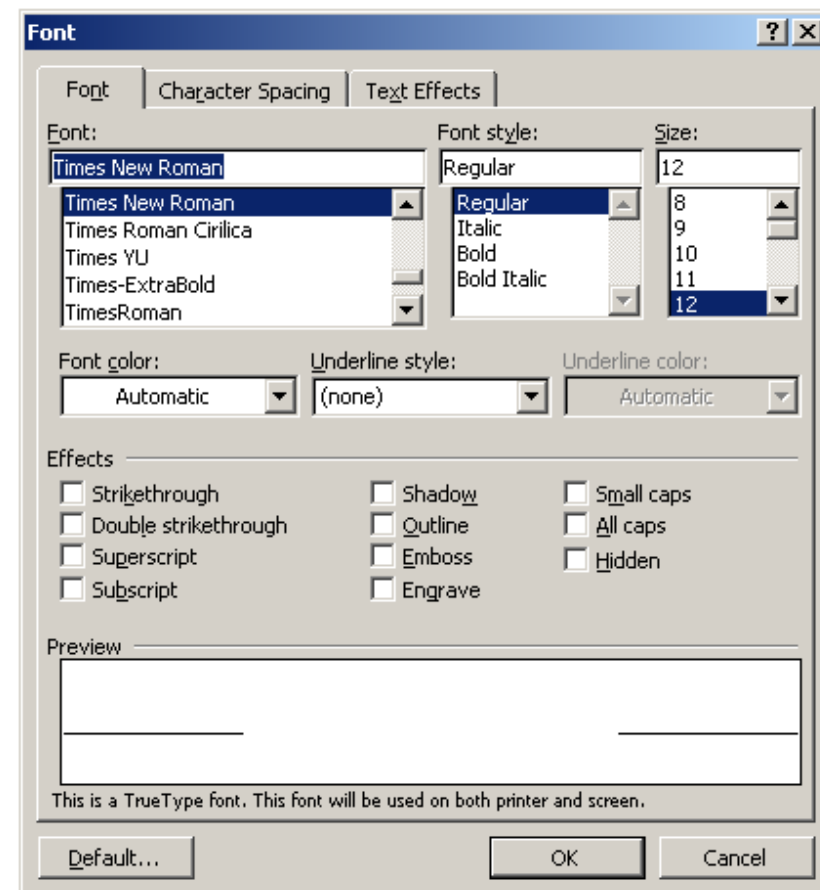 Font
Font Character Spacing Text Effects
Font: Font style: Size:
Times New Roman Regular 12
Times New Roman Regular 8
Times Roman Cirilica Italic 9
Times YU Bold 10
Times-ExtraBold Bold Italic 11
TimesRoman 12
Font color: Underline style: Underline color:
Automatic (none) Automatic
Effects
Strikethrough Shadow Small caps
Double strikethrough Outline All caps
Superscript Emboss Hidden
Subscript Engrave
Preview
This is a TrueType font. This font will be used on both printer and screen.
Default... OK Cancel